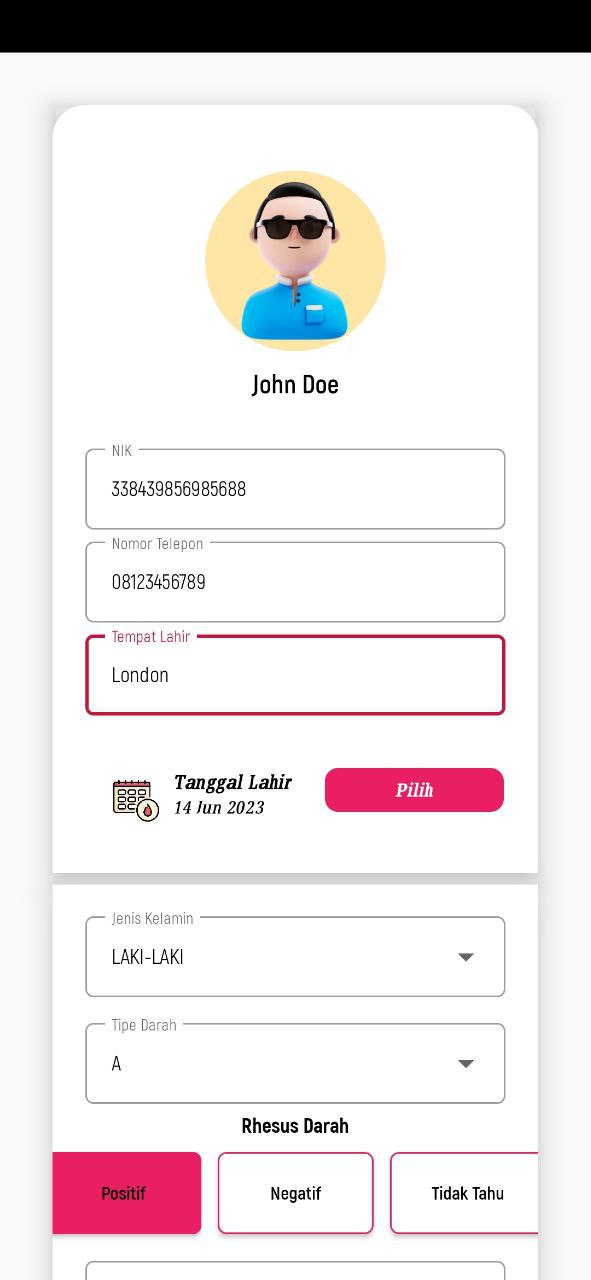 John Doe
NIK
338439856985688
Nomor Telepon
08123456789
Tempat Lahir
London
Tanggal Lahir
14 Jun 2023
Pilih
Jenis Kelamin
LAKI-LAKI
Tipe Darah
A
Rhesus Darah
Positif
Negatif
Tidak Tahu